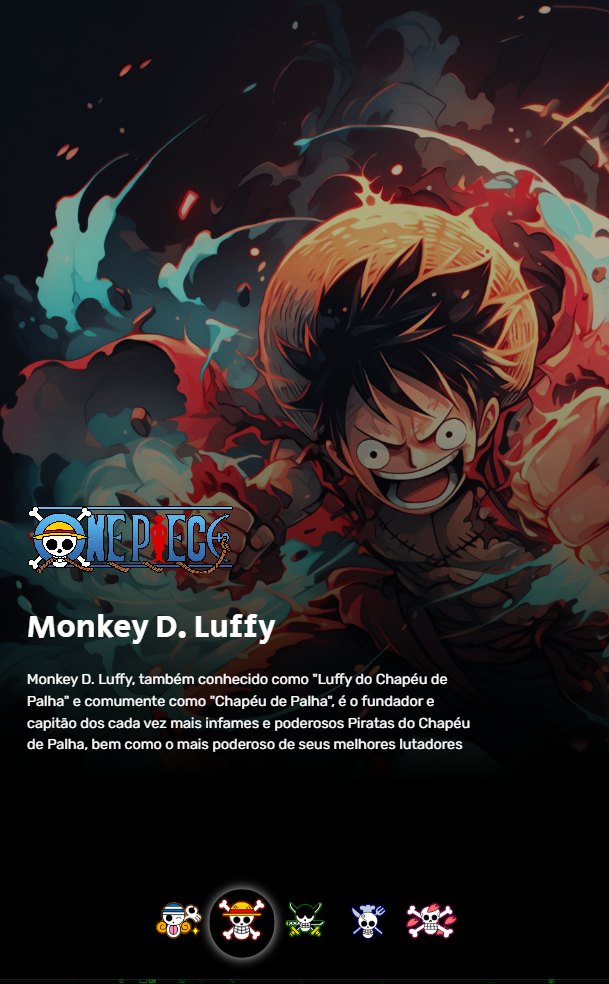 ONE PIECE
Monkey D. Luffy
Monkey D. Luffy, também conhecido como "Luffy do Chapéu de
Palha" e comumente como "Chapéu de Palha", é o fundador e
capitão dos cada vez mais infames e poderosos Piratas do Chapéu
de Palha, bem como o mais poderoso de seus melhores lutadores